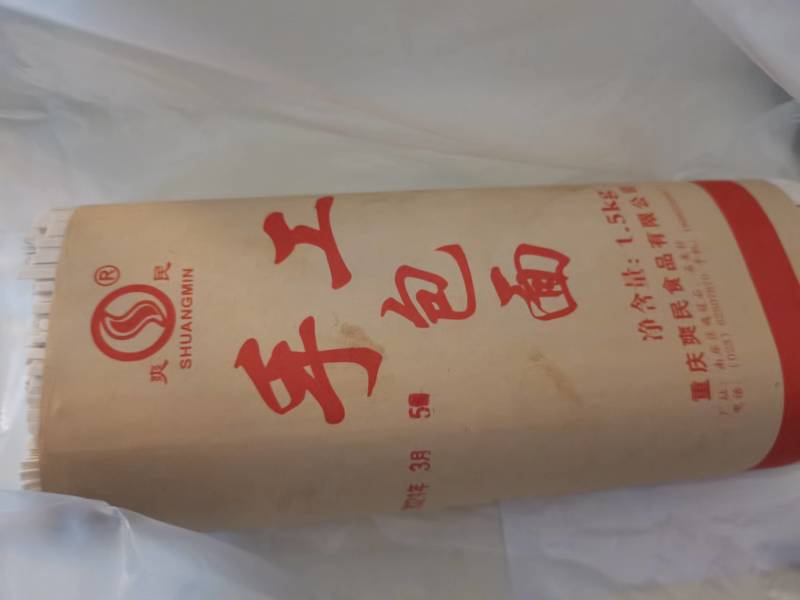 ®
爽 民
SHUANGMIN
手工
包面
3月 5
净含量：1.5kg
重庆爽民食品有限公司